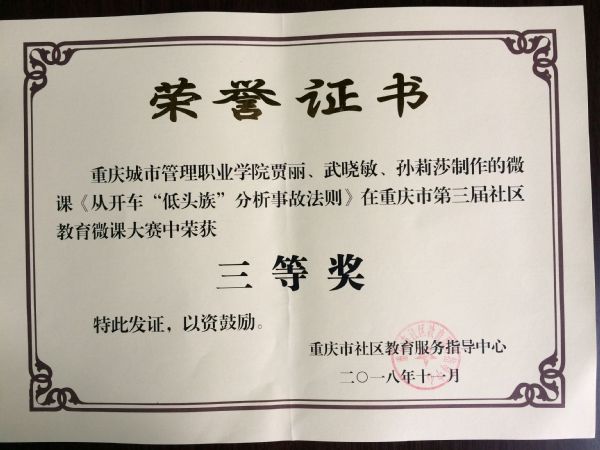 荣誉证书
重庆城市管理职业学院贾丽、武晓敏、孙莉莎制作的微
课《从开车“低头族”分析事故法则》在重庆市第三届社区
教育微课大赛中荣获
三等奖
特此发证，以资鼓励。
重庆市社区教育服务指导中心
二〇一八年十一月